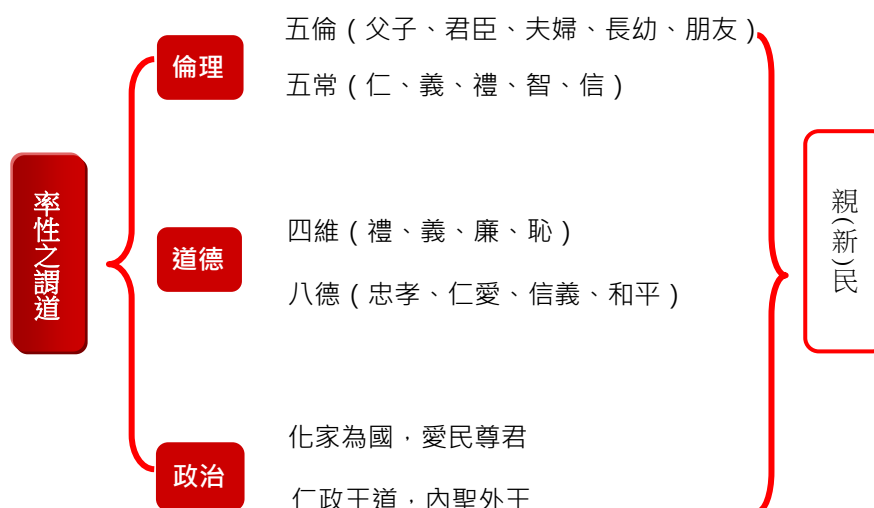 率性之謂道
倫理
五倫（父子、君臣、夫婦、長幼、朋友）
五常（仁、義、禮、智、信）
道德
四維（禮、義、廉、恥）
八德（忠孝、仁愛、信義、和平）
政治
化家為國，愛民尊君
仁政王道，內聖外王
親(新)民